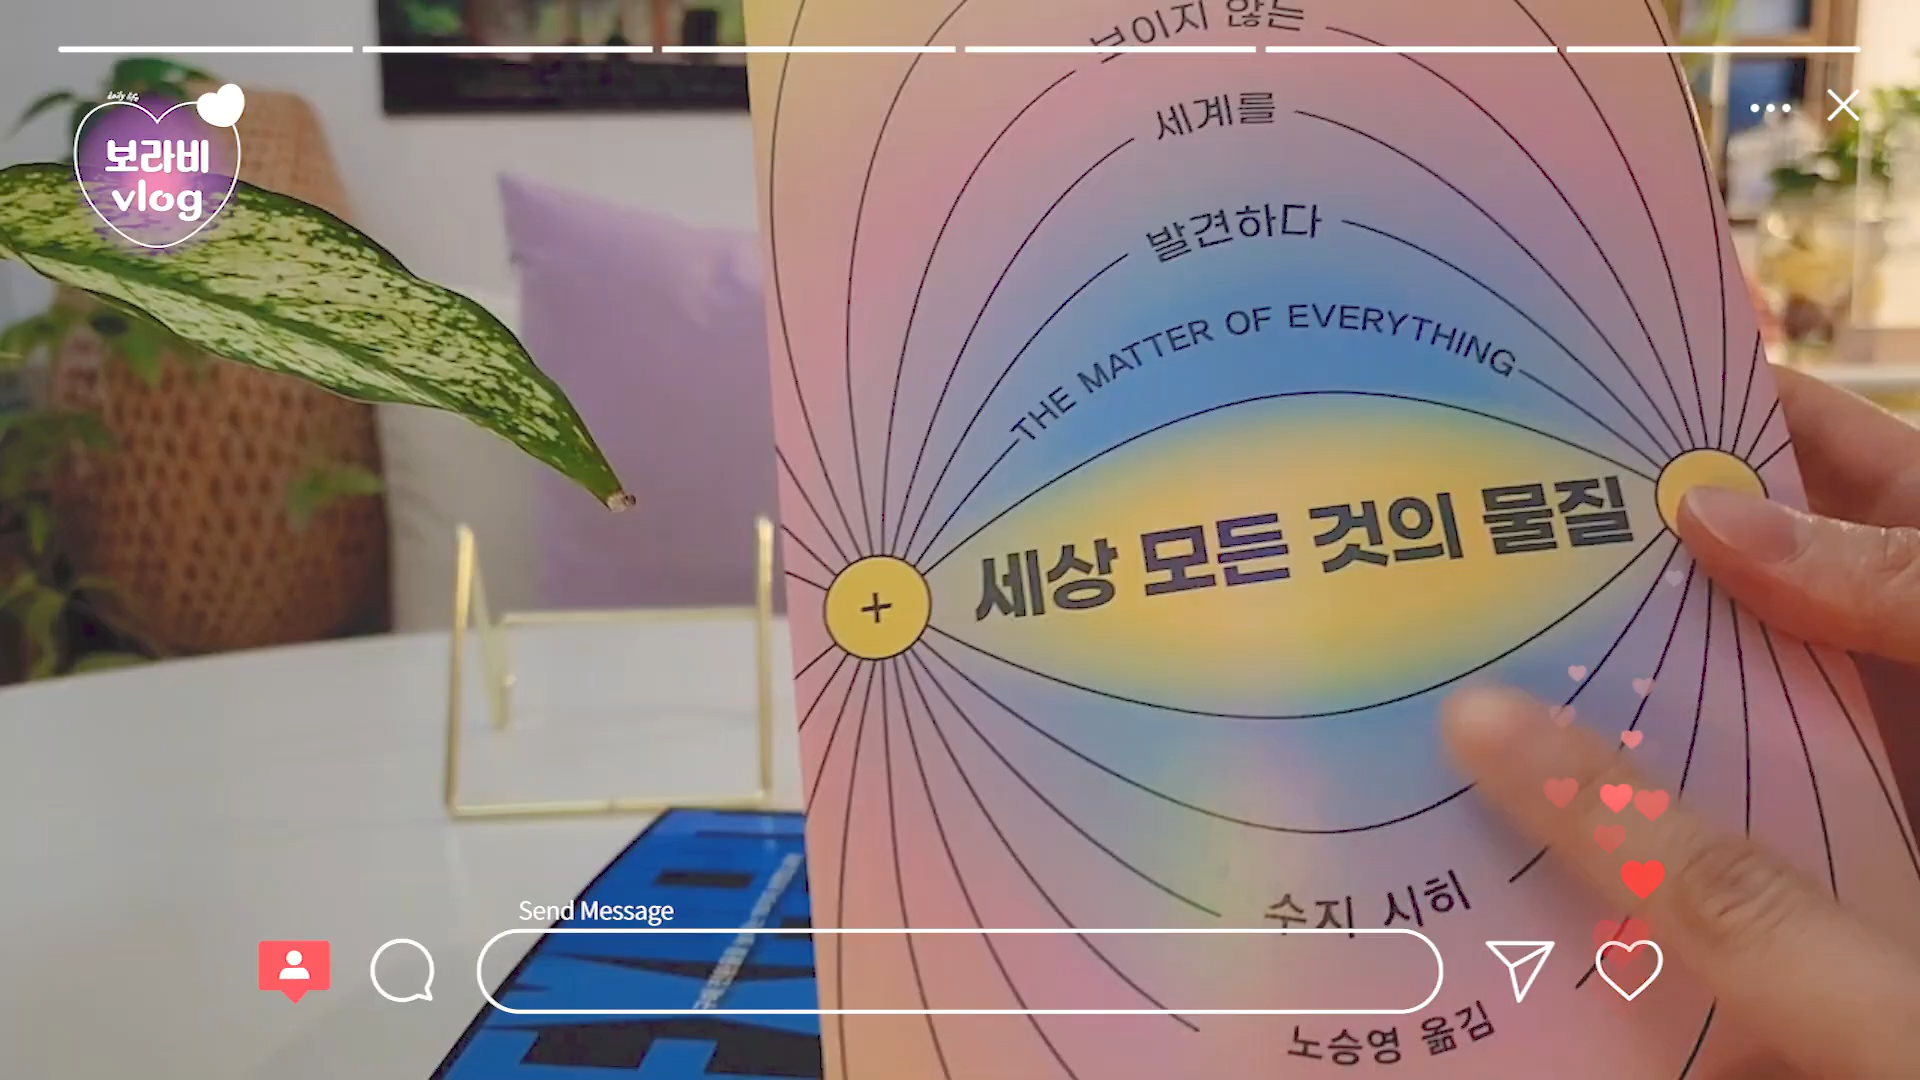 daily life
보라비
vlog
보이지 않는
세계를
발견하다
THE MATTER OF EVERYTHING
세상 모든 것의 물질
+
수지 시히
노승영 옮김
Send Message